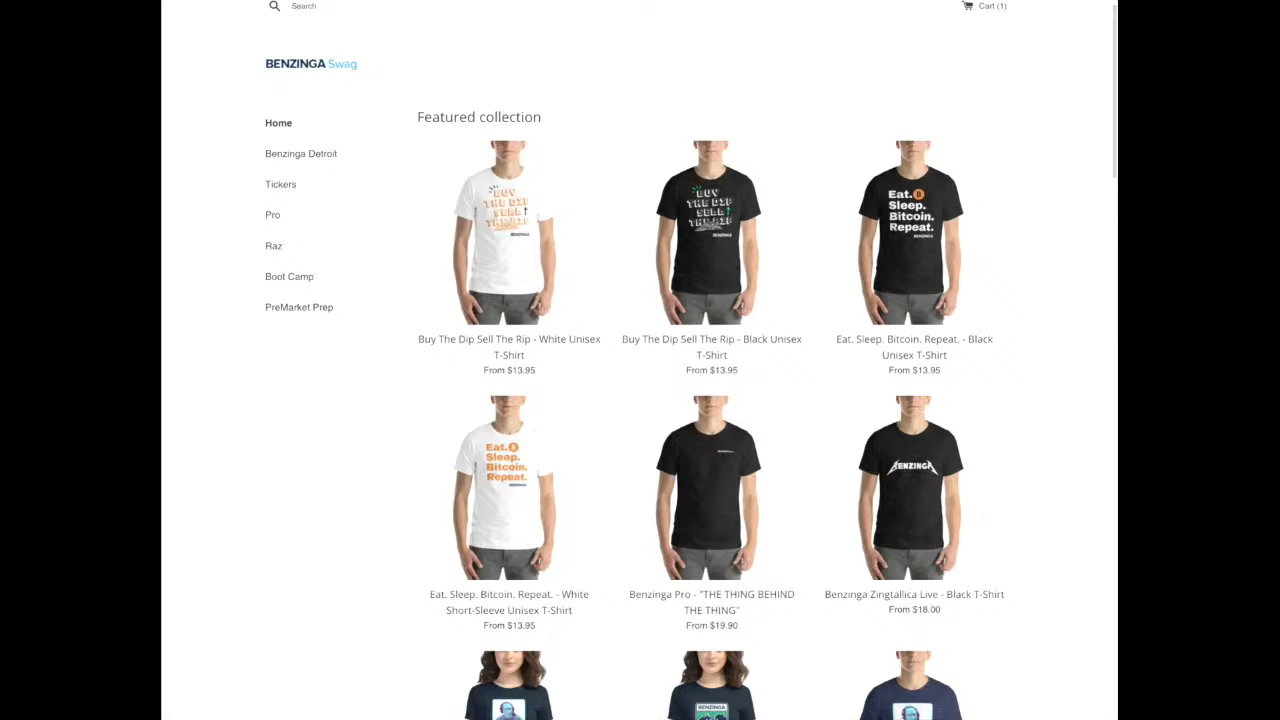 Search
Cart (1)
BENZINGA Swag
Home
Benzinga Detroit
Tickers
Pro
Raz
Boot Camp
PreMarket Prep
Featured collection
BUY
THE DIP
SELL
THE RIP
BENZINGA
BUY
THE DIP
SELL
THE RIP
BENZINGA
Eat.
Sleep.
Bitcoin.
Repeat.
BENZINGA
Buy The Dip Sell The Rip - White Unisex
T-Shirt
From $13.95
Buy The Dip Sell The Rip - Black Unisex
T-Shirt
From $13.95
Eat. Sleep. Bitcoin. Repeat. - Black
Unisex T-Shirt
From $13.95
Eat.
Sleep.
Bitcoin.
Repeat.
BENZINGA
BENZINGA
Eat. Sleep. Bitcoin. Repeat. - White
Short-Sleeve Unisex T-Shirt
From $13.95
Benzinga Pro - "THE THING BEHIND
THE THING"
From $19.90
Benzinga Zingtallica Live - Black T-Shirt
From $18.00
BENZINGA